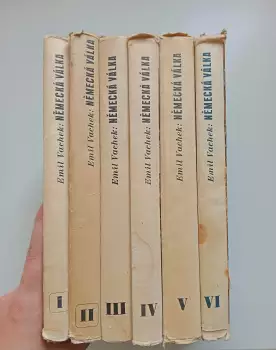 Emil Vachek: NĚMECKÁ VÁLKA
1
Emil Vachek: NĚMECKÁ VÁLKA
II
Emil Vachek: NĚMECKÁ VÁLKA
III
Emil Vachek: NĚMECKÁ VÁLKA
IV
Emil Vachek: NĚMECKÁ VÁLKA
V
Emil Vachek: NĚMECKÁ VÁLKA
VI